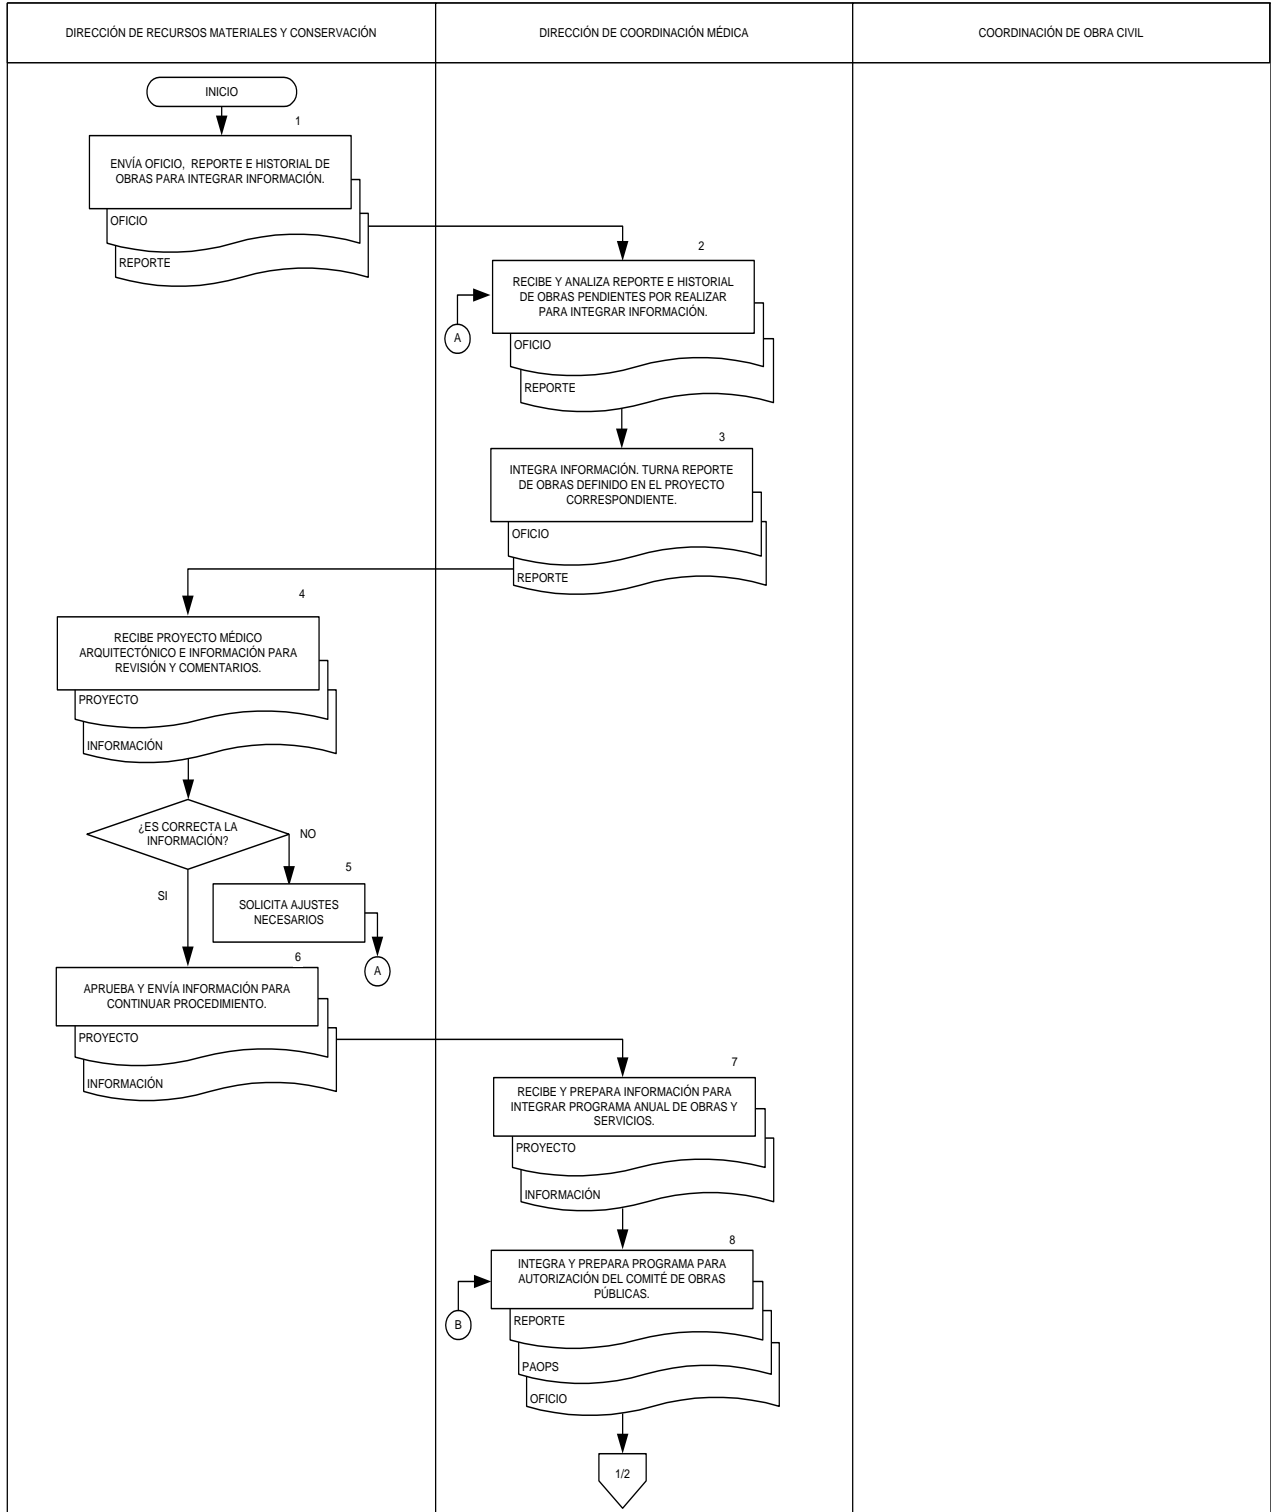 DIRECCIÓN DE RECURSOS MATERIALES Y CONSERVACIÓN
DIRECCIÓN DE COORDINACIÓN MÉDICA
COORDINACIÓN DE OBRA CIVIL
INICIO
1
ENVÍA OFICIO, REPORTE E HISTORIAL DE
OBRAS PARA INTEGRAR INFORMACIÓN.
OFICIO
REPORTE
2
RECIBE Y ANALIZA REPORTE E HISTORIAL
DE OBRAS PENDIENTES POR REALIZAR
PARA INTEGRAR INFORMACIÓN.
A
OFICIO
REPORTE
3
INTEGRA INFORMACIÓN. TURNA REPORTE
DE OBRAS DEFINIDO EN EL PROYECTO
CORRESPONDIENTE.
OFICIO
REPORTE
4
RECIBE PROYECTO MÉDICO
ARQUITECTÓNICO E INFORMACIÓN PARA
REVISIÓN Y COMENTARIOS.
PROYECTO
INFORMACIÓN
¿ES CORRECTA LA
INFORMACIÓN?
NO
SI
5
SOLICITA AJUSTES
NECESARIOS
A
6
APRUEBA Y ENVÍA INFORMACIÓN PARA
CONTINUAR PROCEDIMIENTO.
PROYECTO
INFORMACIÓN
7
RECIBE Y PREPARA INFORMACIÓN PARA
INTEGRAR PROGRAMA ANUAL DE OBRAS Y
SERVICIOS.
PROYECTO
INFORMACIÓN
8
INTEGRA Y PREPARA PROGRAMA PARA
AUTORIZACIÓN DEL COMITÉ DE OBRAS
PÚBLICAS.
B
REPORTE
PAOPS
OFICIO
1/2